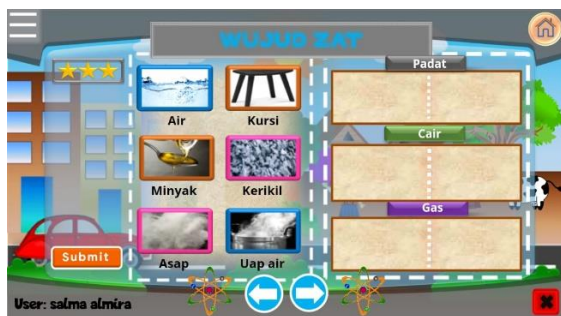 WUJUD ZAT
Air
Kursi
Minyak
Kerikil
Asap
Uap air
Padat
Cair
Gas
Submit
User: salma almira